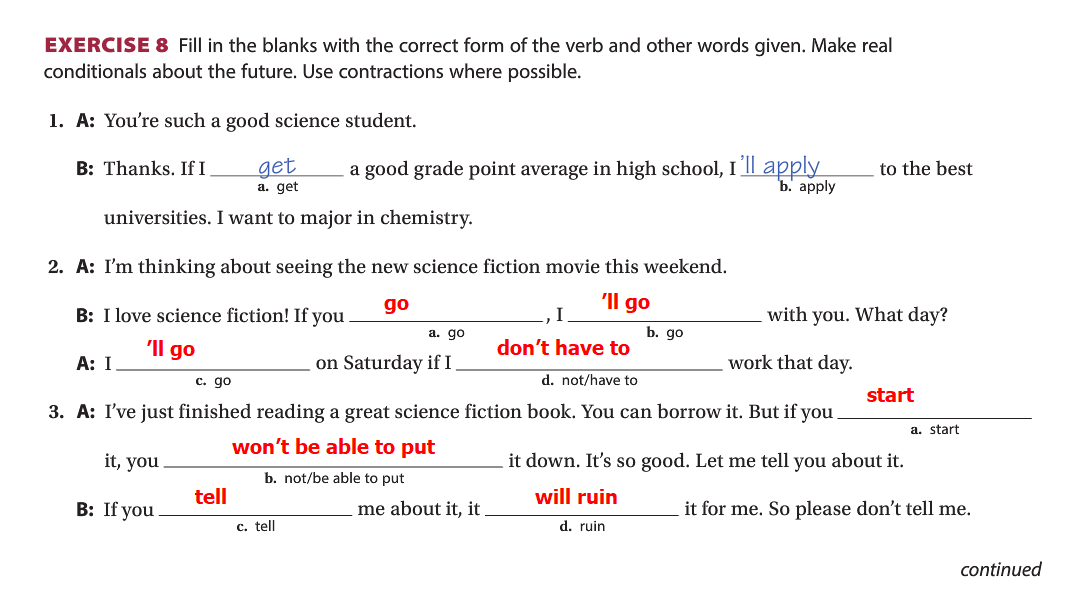 EXERCISE 8 Fill in the blanks with the correct form of the verb and other words given. Make real
conditionals about the future. Use contractions where possible.
1. A: You’re such a good science student.
B: Thanks. If I get a good grade point average in high school, I ’ll apply to the best
a. get b. apply
universities. I want to major in chemistry.
2. A: I’m thinking about seeing the new science fiction movie this weekend.
B: I love science fiction! If you go , I ’ll go with you. What day?
a. go b. go
A: I ’ll go on Saturday if I don’t have to work that day.
c. go d. not/have to
3. A: I’ve just finished reading a great science fiction book. You can borrow it. But if you start
a. start
it, you won’t be able to put it down. It’s so good. Let me tell you about it.
b. not/be able to put
B: If you tell me about it, it will ruin it for me. So please don’t tell me.
c. tell d. ruin
continued